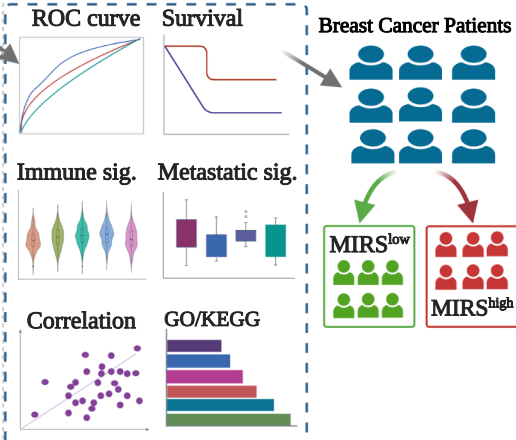 ROC curve
Survival
Breast Cancer Patients
Immune sig.
Metastatic sig.
MIRSlow
MIRShigh
Correlation
GO/KEGG